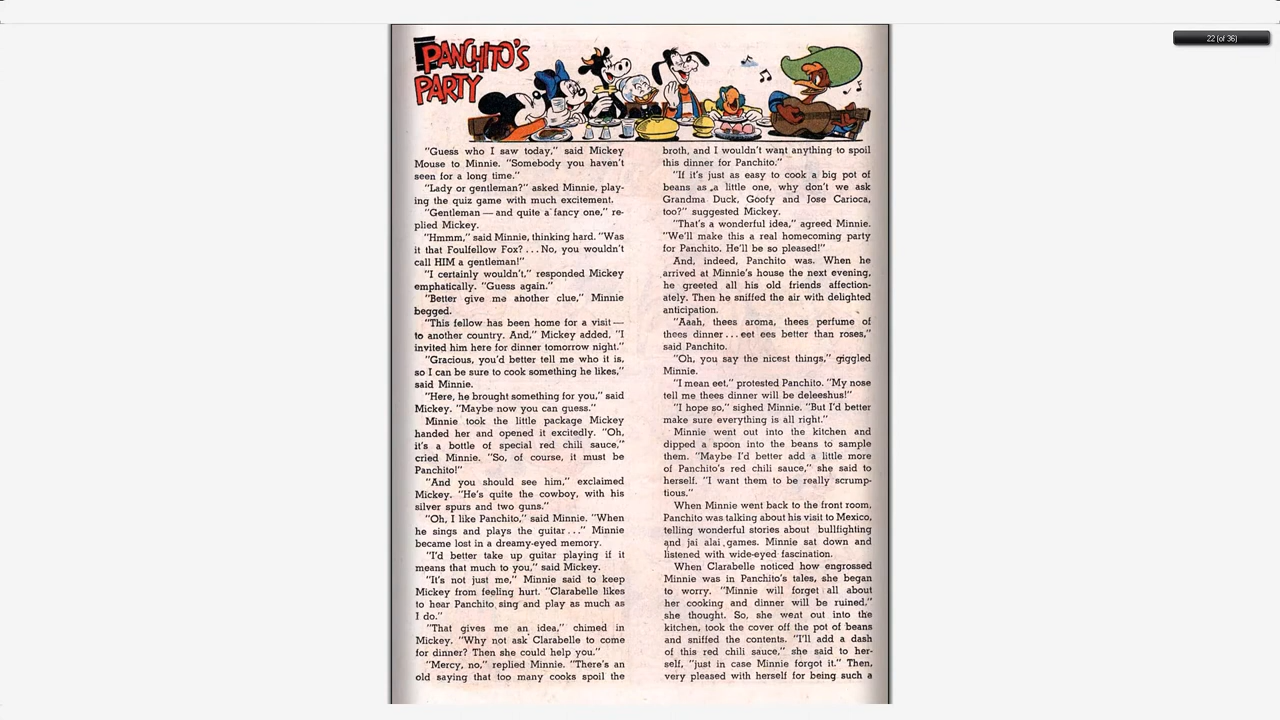 22 (of 36)
PANCHITO'S
PARTY
"Guess who I saw today," said Mickey
Mouse to Minnie. "Somebody you haven't
seen for a long time."
"Lady or gentleman?" asked Minnie, play-
ing the quiz game with much excitement.
"Gentleman — and quite a fancy one," re-
plied Mickey.
"Hmmm," said Minnie, thinking hard. "Was
it that Foulfellow Fox? . . . No, you wouldn't
call HIM a gentleman!"
"I certainly wouldn't," responded Mickey
emphatically. "Guess again."
"Better give me another clue," Minnie
begged.
"This fellow has been home for a visit —
to another country. And," Mickey added, "I
invited him here for dinner tomorrow night."
"Gracious, you'd better tell me who it is,
so I can be sure to cook something he likes,"
said Minnie.
"Here, he brought something for you," said
Mickey. "Maybe now you can guess."
Minnie took the little package Mickey
handed her and opened it excitedly. "Oh,
it's a bottle of special red chili sauce,"
cried Minnie. "So, of course, it must be
Panchito!"
"And you should see him," exclaimed
Mickey. "He's quite the cowboy, with his
silver spurs and two guns."
"Oh, I like Panchito," said Minnie. "When
he sings and plays the guitar . . ." Minnie
became lost in a dreamy-eyed memory.
"I'd better take up guitar playing if it
means that much to you," said Mickey.
"It's not just me," Minnie said to keep
Mickey from feeling hurt. "Clarabelle likes
to hear Panchito sing and play as much as
I do."
"That gives me an idea," chimed in
Mickey. "Why not ask Clarabelle to come
for dinner? Then she could help you."
"Mercy, no," replied Minnie. "There's an
old saying that too many cooks spoil the
broth, and I wouldn't want anything to spoil
this dinner for Panchito."
"If it's just as easy to cook a big pot of
beans as a little one, why don't we ask
Grandma Duck, Goofy and Jose Carioca,
too?" suggested Mickey.
"That's a wonderful idea," agreed Minnie.
"We'll make this a real homecoming party
for Panchito. He'll be so pleased!"
And, indeed, Panchito was. When he
arrived at Minnie's house the next evening,
he greeted all his old friends affection-
ately. Then he sniffed the air with delighted
anticipation.
"Aaah, thees aroma, thees perfume of
thees dinner . . . eet ees better than roses,"
said Panchito.
"Oh, you say the nicest things," giggled
Minnie.
"I mean eet," protested Panchito. "My nose
tell me thees dinner will be deleeshus!"
"I hope so," sighed Minnie. "But I'd better
make sure everything is all right."
Minnie went out into the kitchen and
dipped a spoon into the beans to sample
them. "Maybe I'd better add a little more
of Panchito's red chili sauce," she said to
herself. "I want them to be really scrump-
tious."
When Minnie went back to the front room,
Panchito was talking about his visit to Mexico,
telling wonderful stories about bullfighting
and jai alai games. Minnie sat down and
listened with wide-eyed fascination.
When Clarabelle noticed how engrossed
Minnie was in Panchito's tales, she began
to worry. "Minnie will forget all about
her cooking and dinner will be ruined,"
she thought. So, she went out into the
kitchen, took the cover off the pot of beans
and sniffed the contents. "I'll add a dash
of this red chili sauce," she said to her-
self, "just in case Minnie forgot it." Then,
very pleased with herself for being such a